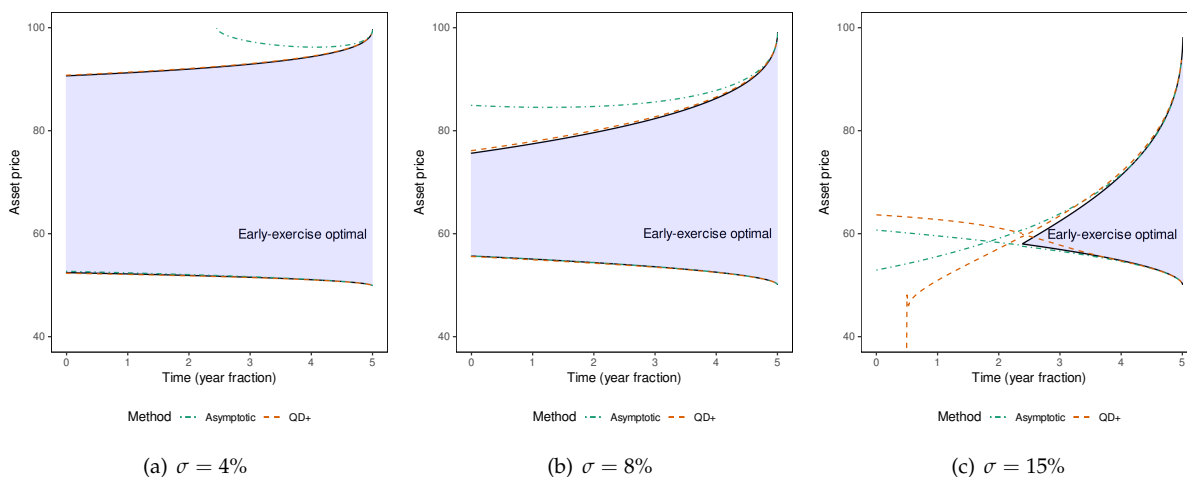 100
80
60
40
Asset price
Early-exercise optimal
0 1 2 3 4 5
Time (year fraction)
Method Asymptotic QD+
(a) σ = 4%
100
80
60
40
Asset price
Early-exercise optimal
0 1 2 3 4 5
Time (year fraction)
Method Asymptotic QD+
(b) σ = 8%
100
80
60
40
Asset price
Early-exercise optimal
0 1 2 3 4 5
Time (year fraction)
Method Asymptotic QD+
(c) σ = 15%